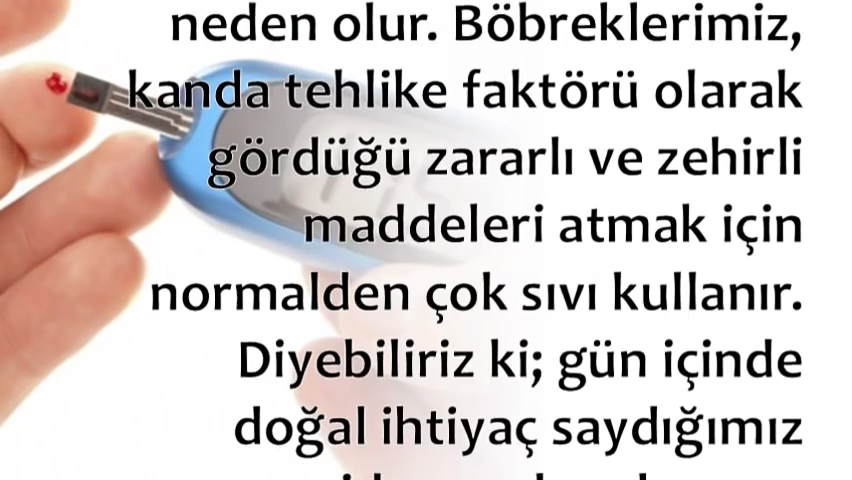 neden olur. Böbreklerimiz,
kanda tehlike faktörü olarak
gördüğü zararlı ve zehirli
maddeleri atmak için
normalden çok sıvı kullanır.
Diyebiliriz ki; gün içinde
doğal ihtiyaç saydığımız